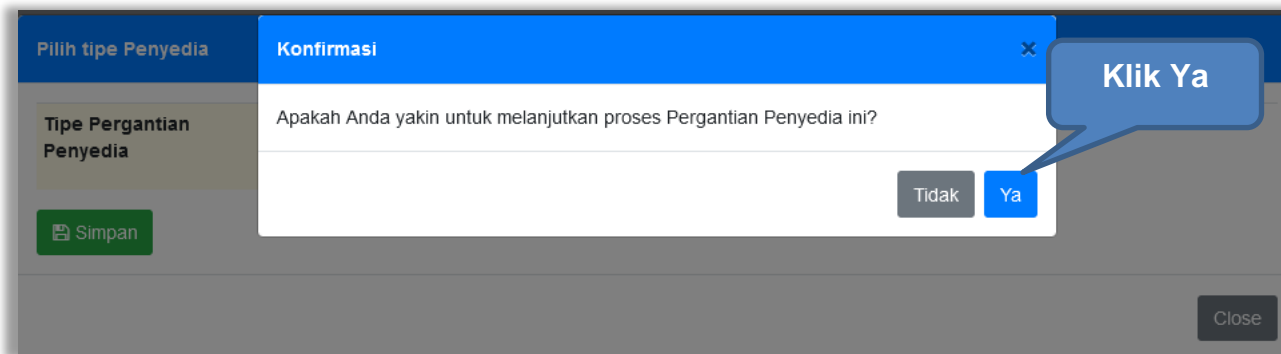 Pilih tipe Penyedia
Konfirmasi
×
Klik Ya
Tipe Pergantian
Penyedia
Apakah Anda yakin untuk melanjutkan proses Pergantian Penyedia ini?
Tidak
Ya
Simpan
Close